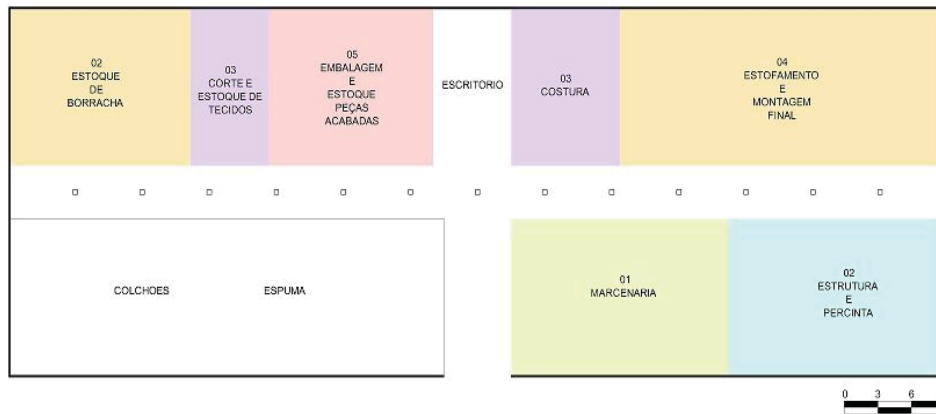 02
ESTOQUE
DE
BORRACHA
03
CORTE E
ESTOQUE DE
TECIDOS
05
EMBALAGEM
E
ESTOQUE
PEÇAS
ACABADAS
ESCRITORIO
03
COSTURA
04
ESTOFAMENTO
E
MONTAGEM
FINAL
COLCHOES
ESPUMA
01
MARCENARIA
02
ESTRUTURA
E
PERCINTA
0 3 6